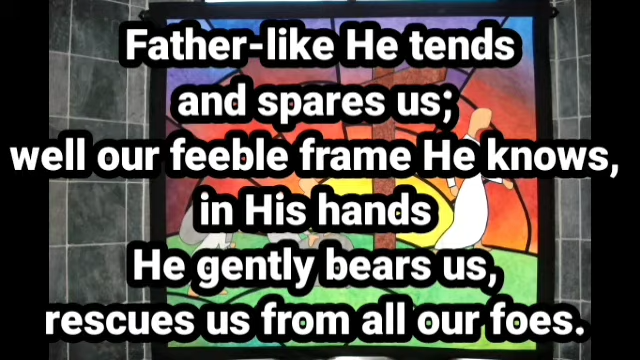 Father-like He tends
and spares us;
well our feeble frame He knows,
in His hands
He gently bears us,
rescues us from all our foes.